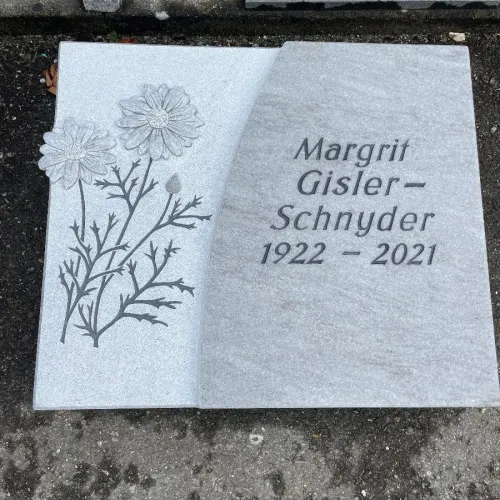 Margrit
Gisler–
Schnyder
1922 – 2021